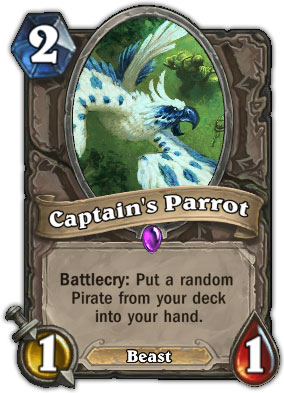 2
Captain's Parrot
Battlecry: Put a random
Pirate from your deck
into your hand.
1
Beast
1